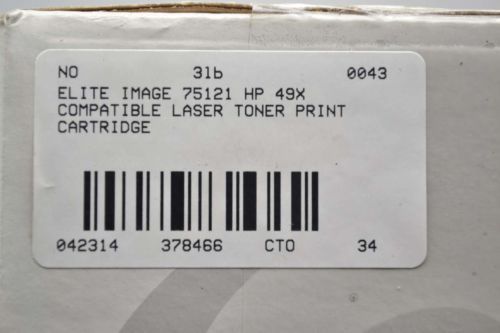 NO 31b 0043
ELITE IMAGE 75121 HP 49X
COMPATIBLE LASER TONER PRINT
CARTRIDGE
042314 378466 CTO 34